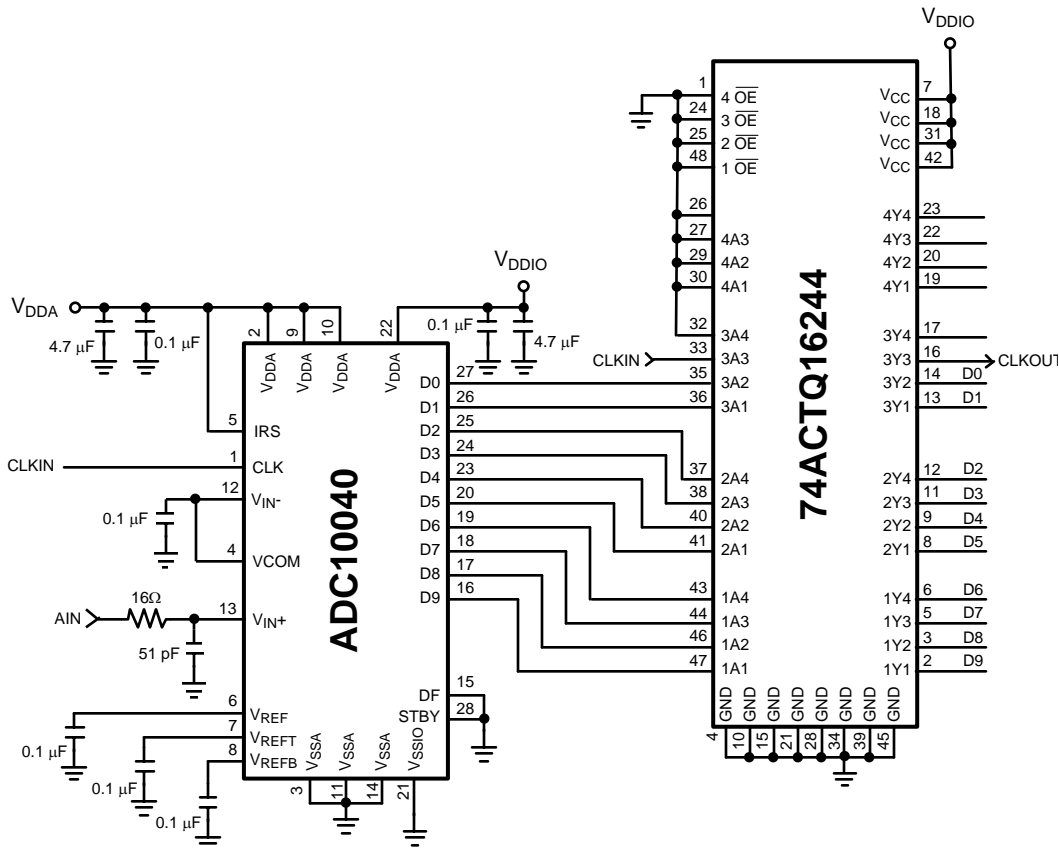 VDDIO
1
4 OE
24
3 OE
25
2 OE
48
1 OE
26
27
4A3
29
4A2
30
4A1
32
3A4
33
3A3
CLKIN
35
3A2
36
3A1
37
2A4
38
2A3
40
2A2
41
2A1
43
1A4
44
1A3
46
1A2
47
1A1
74ACTQ16244
VCC
7
VCC
18
VCC
31
VCC
42
4Y4
23
4Y3
22
4Y2
20
4Y1
19
3Y4
17
3Y3
16
CLKOUT
3Y2
14
D0
3Y1
13
D1
2Y4
12
D2
2Y3
11
D3
2Y2
9
D4
2Y1
8
D5
1Y4
6
D6
1Y3
5
D7
1Y2
3
D8
1Y1
2
D9
GND
GND
GND
GND
GND
GND
GND
GND
4
10
15
21
28
34
39
45
VDDIO
VDDA
4.7 µF
0.1 µF
2
9
10
22
0.1 µF
4.7 µF
VDDA
VDDA
VDDA
VDDA
5
IRS
CLKIN
1
CLK
12
VIN-
0.1 µF
4
VCOM
AIN
16Ω
13
VIN+
51 pF
6
VREF
0.1 µF
7
VREFT
0.1 µF
8
VREFB
0.1 µF
ADC10040
D0
27
D1
26
D2
25
D3
24
D4
23
D5
20
D6
19
D7
18
D8
17
D9
16
DF
15
STBY
28
VSSA
VSSA
VSSA
VSSIO
3
11
14
21